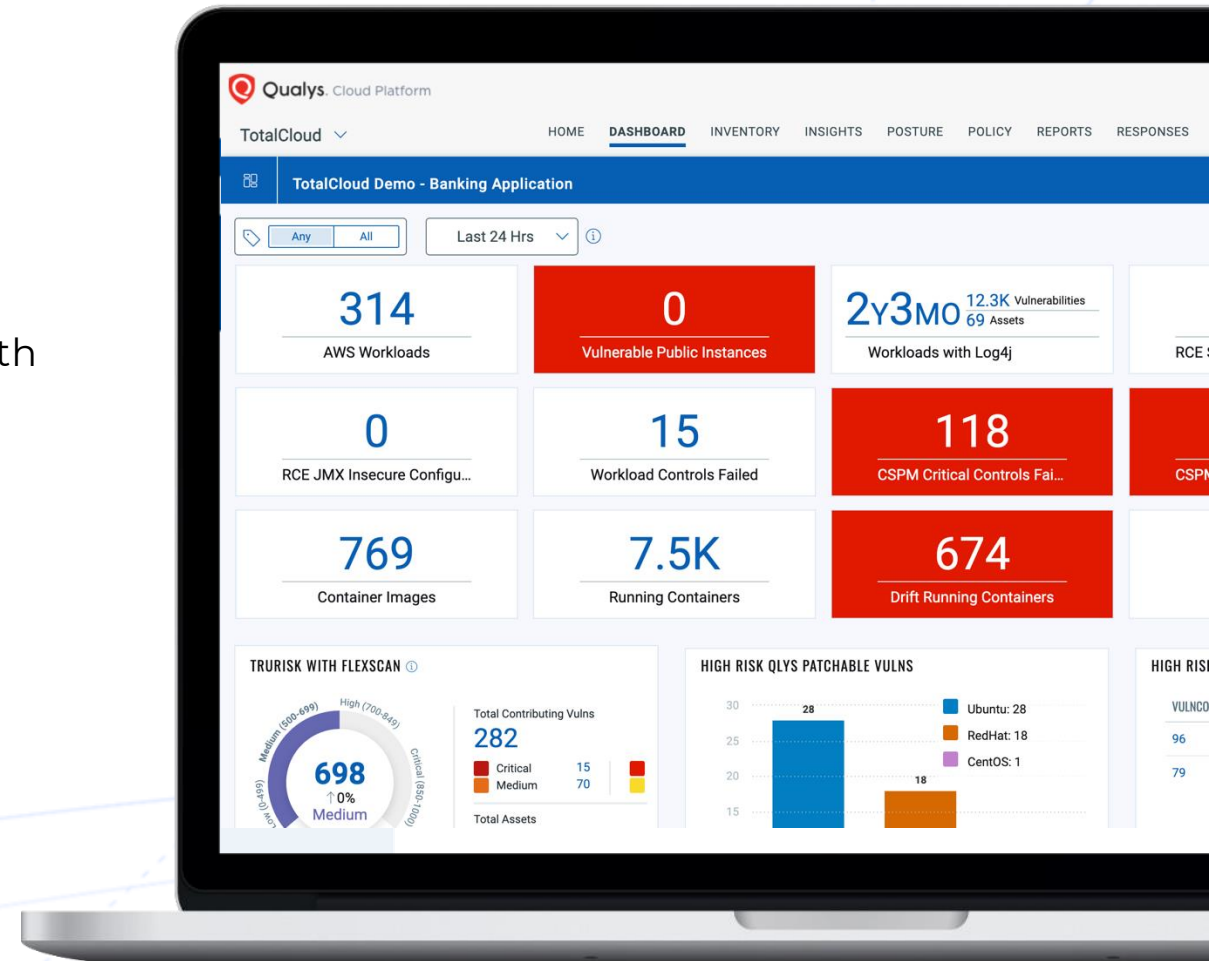 th
Qualys. Cloud Platform
TotalCloud
HOME DASHBOARD INVENTORY INSIGHTS POSTURE POLICY REPORTS RESPONSES
TotalCloud Demo - Banking Application
Any All Last 24 Hrs
314
AWS Workloads
0
Vulnerable Public Instances
2Y3MO 12.3K Vulnerabilities
69 Assets
Workloads with Log4j
RCE
0
RCE JMX Insecure Configu...
15
Workload Controls Failed
118
CSPM Critical Controls Fai...
CSPM
769
Container Images
7.5K
Running Containers
674
Drift Running Containers
TRURISK WITH FLEXSCAN
Low (0-499)
Medium (500-699)
High (700-849)
Critical (850-1000)
698
↑0%
Medium
Total Contributing Vulns
282
Critical 15
Medium 70
Total Assets
HIGH RISK QLYS PATCHABLE VULNS
30
25
20
15
28
18
Ubuntu: 28
RedHat: 18
CentOS: 1
HIGH RISK
VULNCO
96
79